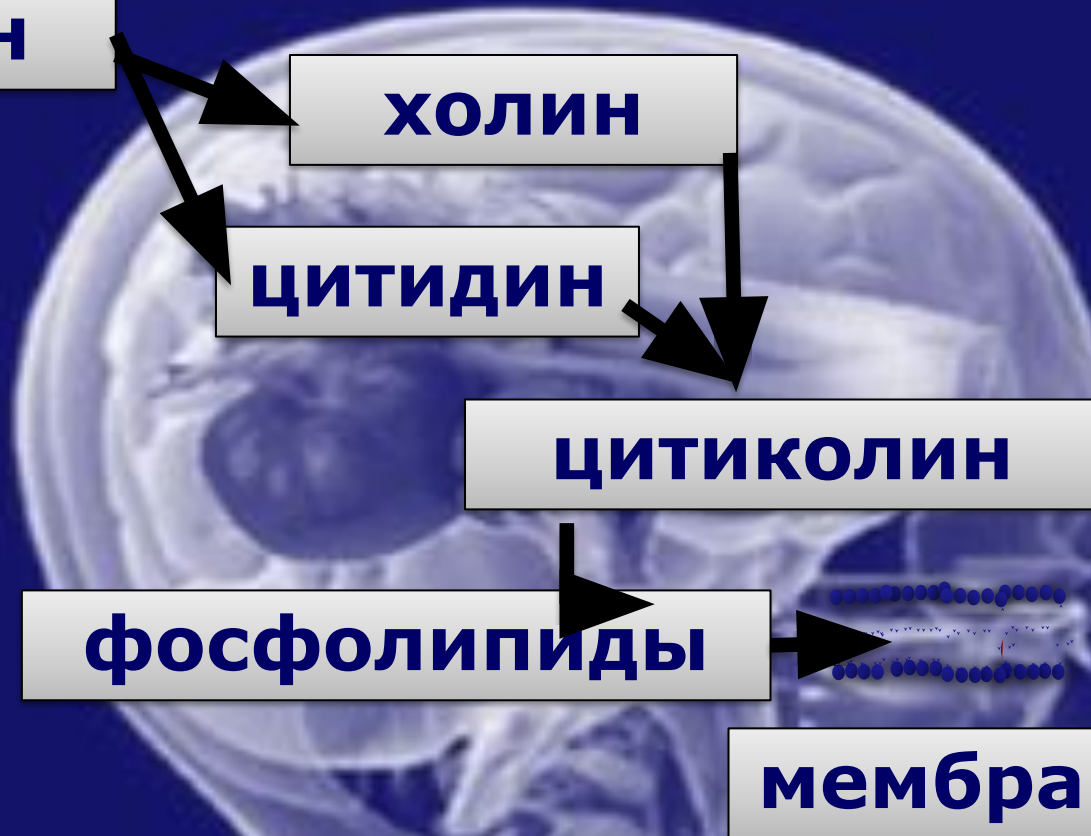 н
холин
цитидин
цитиколин
фосфолипиды
мембра